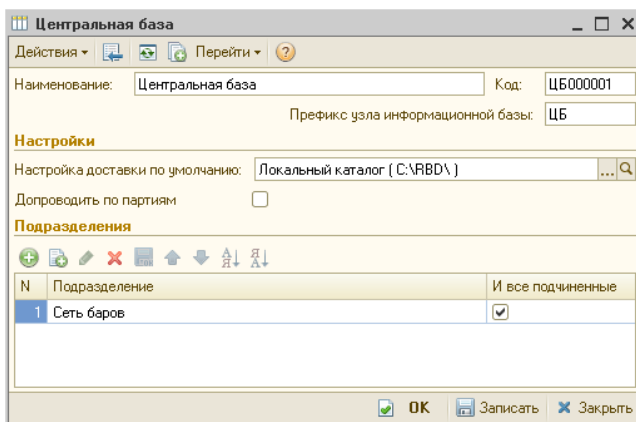 Центральная база
Действия Перейти
Наименование: Центральная база Код: ЦБ000001
Префикс узла информационной базы: ЦБ
Настройки
Настройка доставки по умолчанию: Локальный каталог ( C:\RBD\ ) ...
Допроводить по партиям
Подразделения
N Подразделение И все подчиненные
1 Сеть баров
OK Записать Закрыть